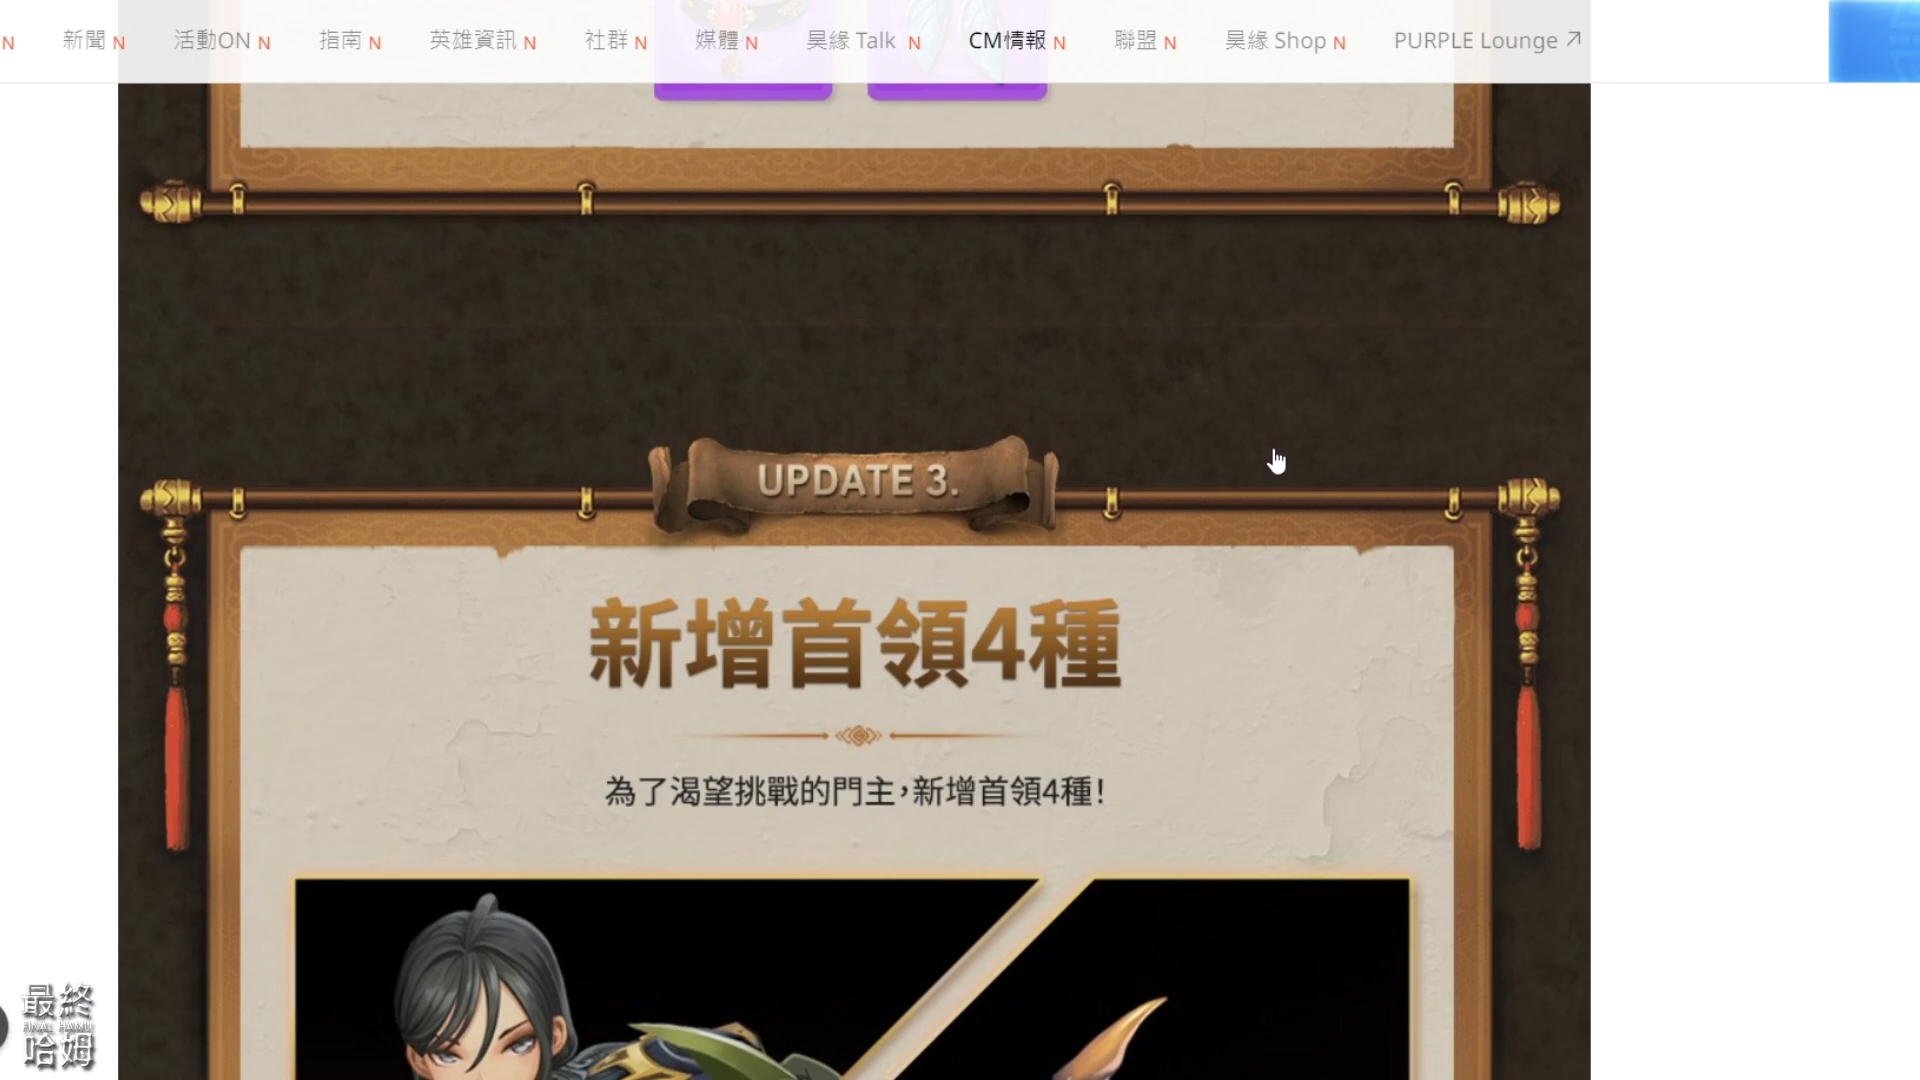 N 新聞 N 活動ON N 指南 N 英雄資訊 N 社群 N 媒體 N 昊緣 Talk N CM情報 N 聯盟 N 昊緣 Shop N PURPLE Lounge
UPDATE 3.
新增首領4種
為了渴望挑戰的門主,新增首領4種!
最終
FINAL HAMU
哈姆